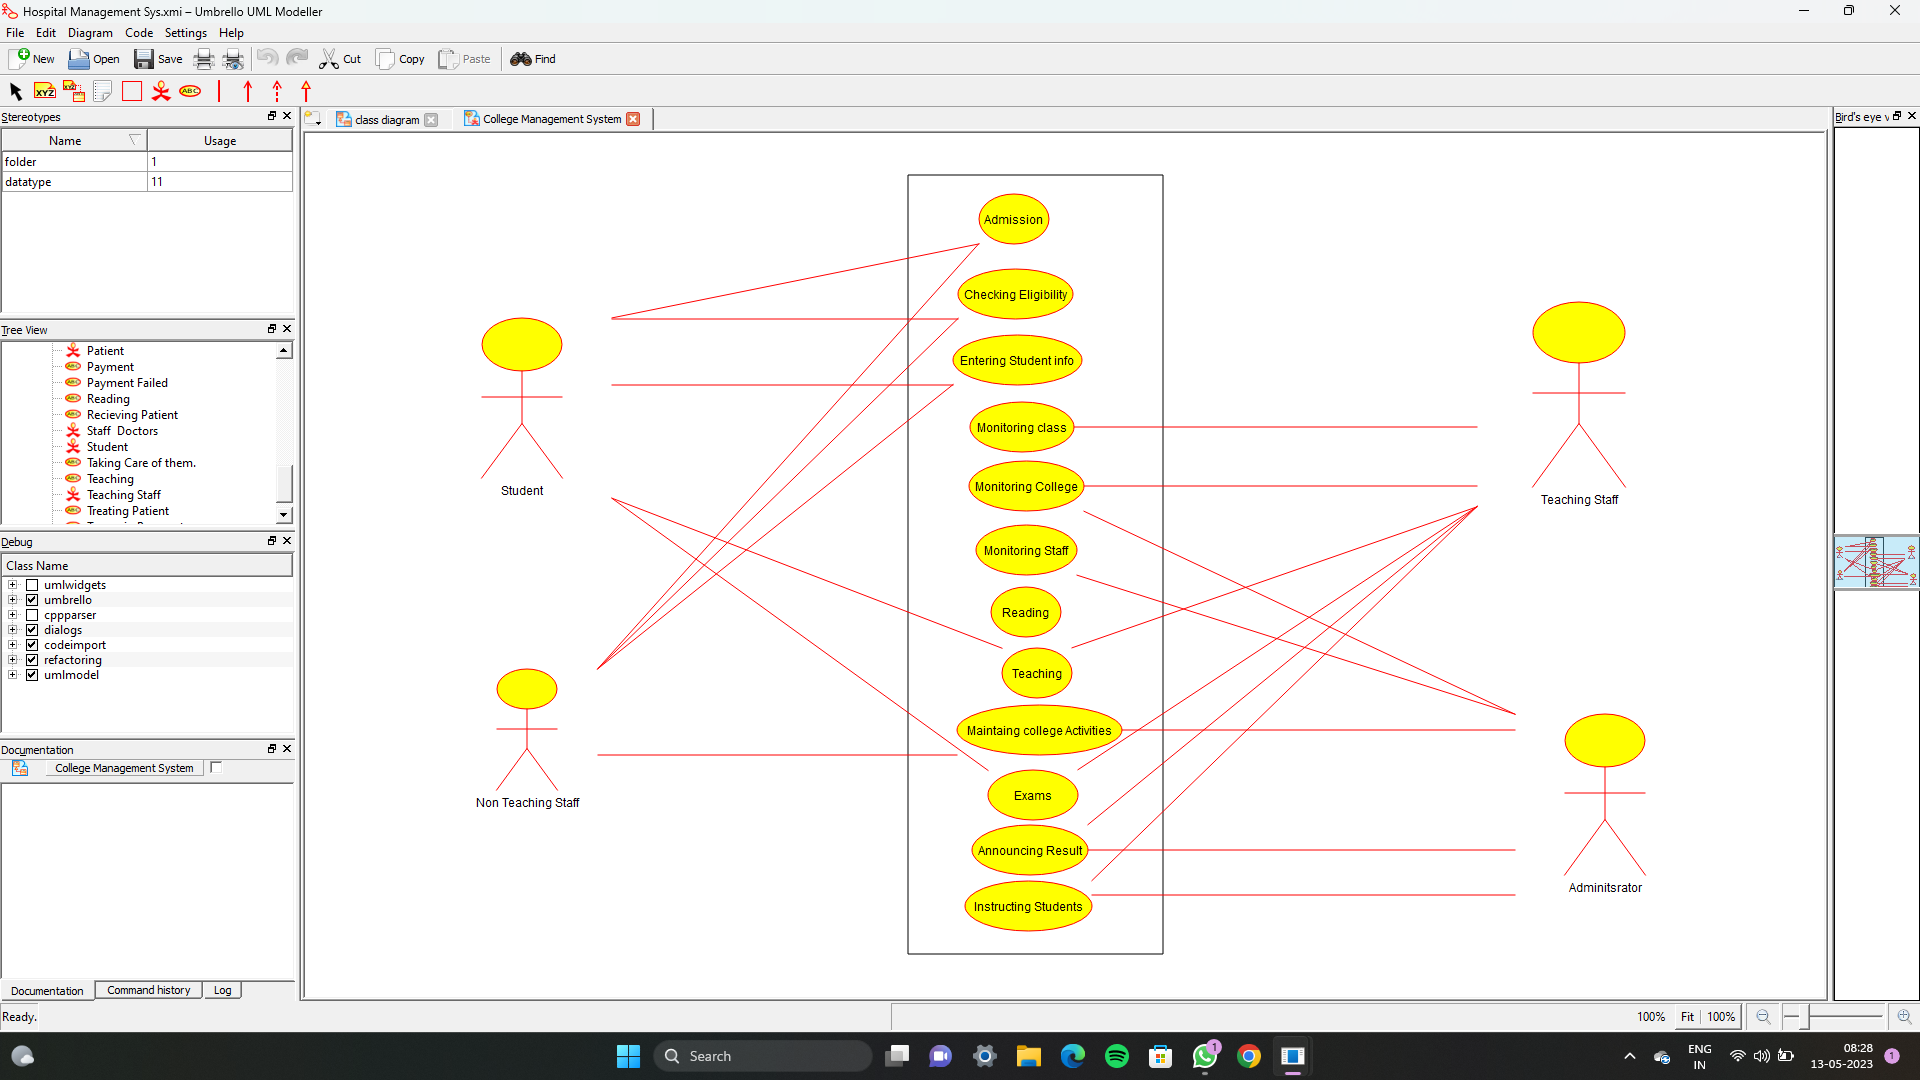 Hospital Management Sys.xmi – Umbrello UML Modeller
File Edit Diagram Code Settings Help
New Open Save Cut Copy Paste Find
XYZ XYZ ABC
Stereotypes
Name Usage
folder 1
datatype 11
Tree View
Patient
Payment
Payment Failed
Reading
Recieving Patient
Staff Doctors
Student
Taking Care of them.
Teaching
Teaching Staff
Treating Patient
Debug
Class Name
umlwidgets
umbrello
cppparser
dialogs
codeimport
refactoring
umlmodel
Documentation
College Management System
Documentation Command history Log
class diagram College Management System
Bird's eye v
Admission
Checking Eligibility
Entering Student info
Monitoring class
Monitoring College
Monitoring Staff
Reading
Teaching
Maintaing college Activities
Exams
Announcing Result
Instructing Students
Student
Non Teaching Staff
Teaching Staff
Adminitsrator
Ready.
100% Fit 100%
Search
1
ENG
IN
08:28
13-05-2023
1